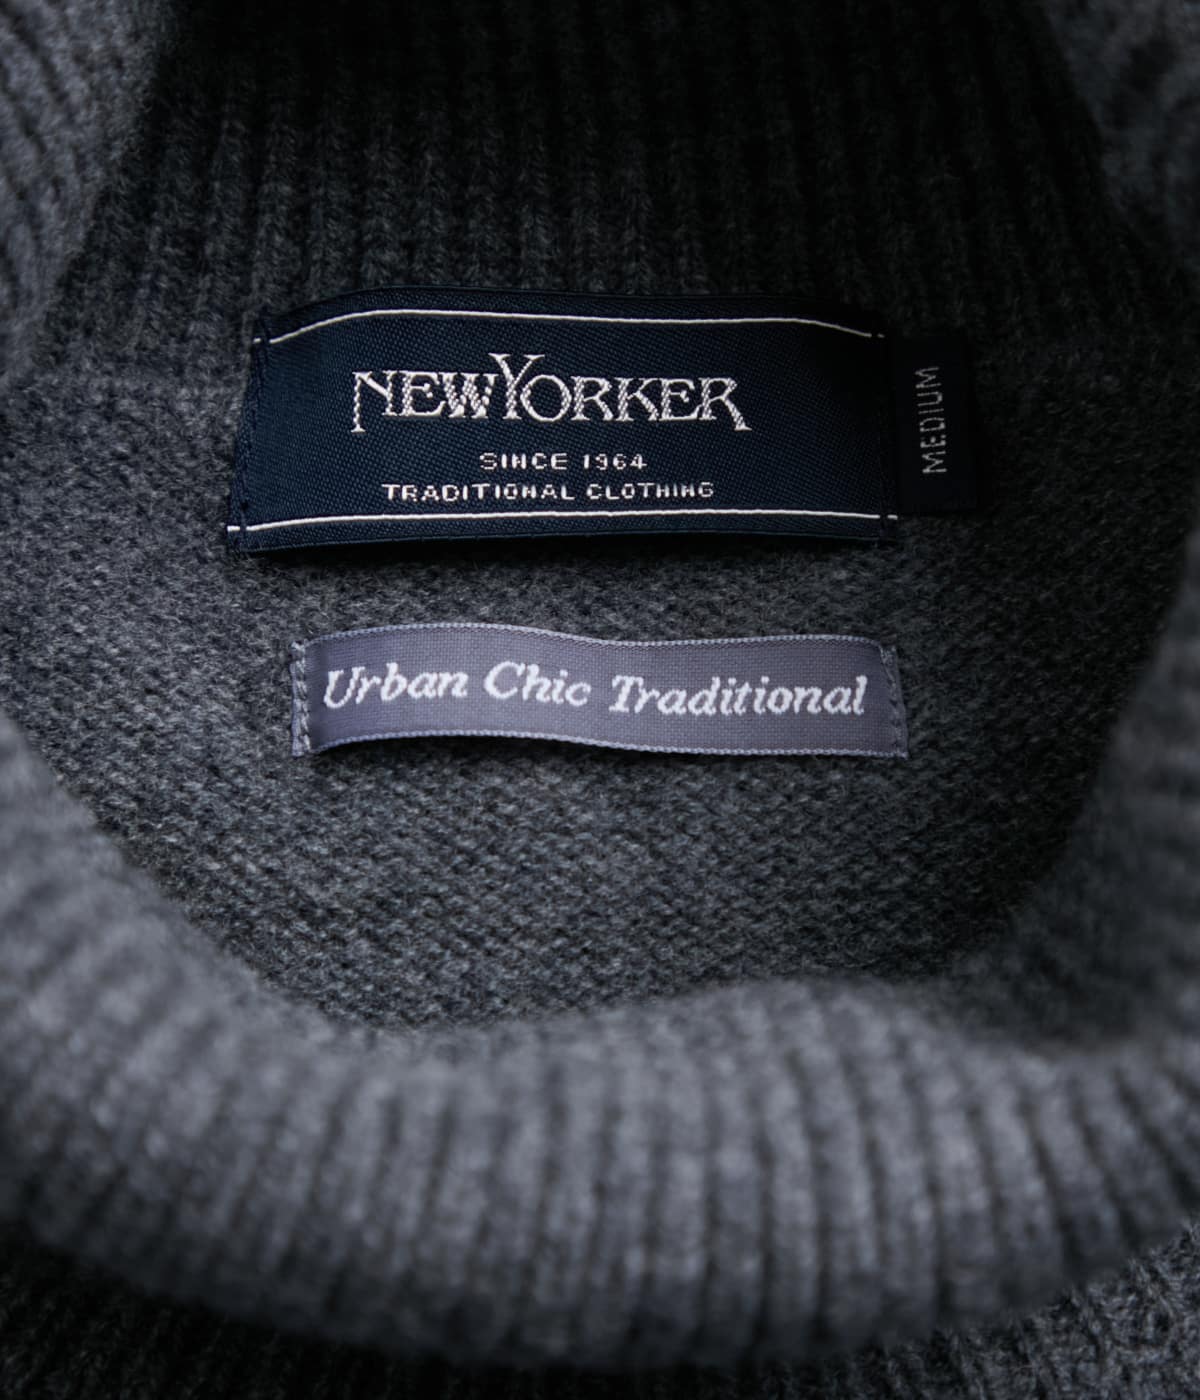 NEWYORKER
SINCE 1964
TRADITIONAL CLOTHING
MEDIUM
Urban Chic Traditional